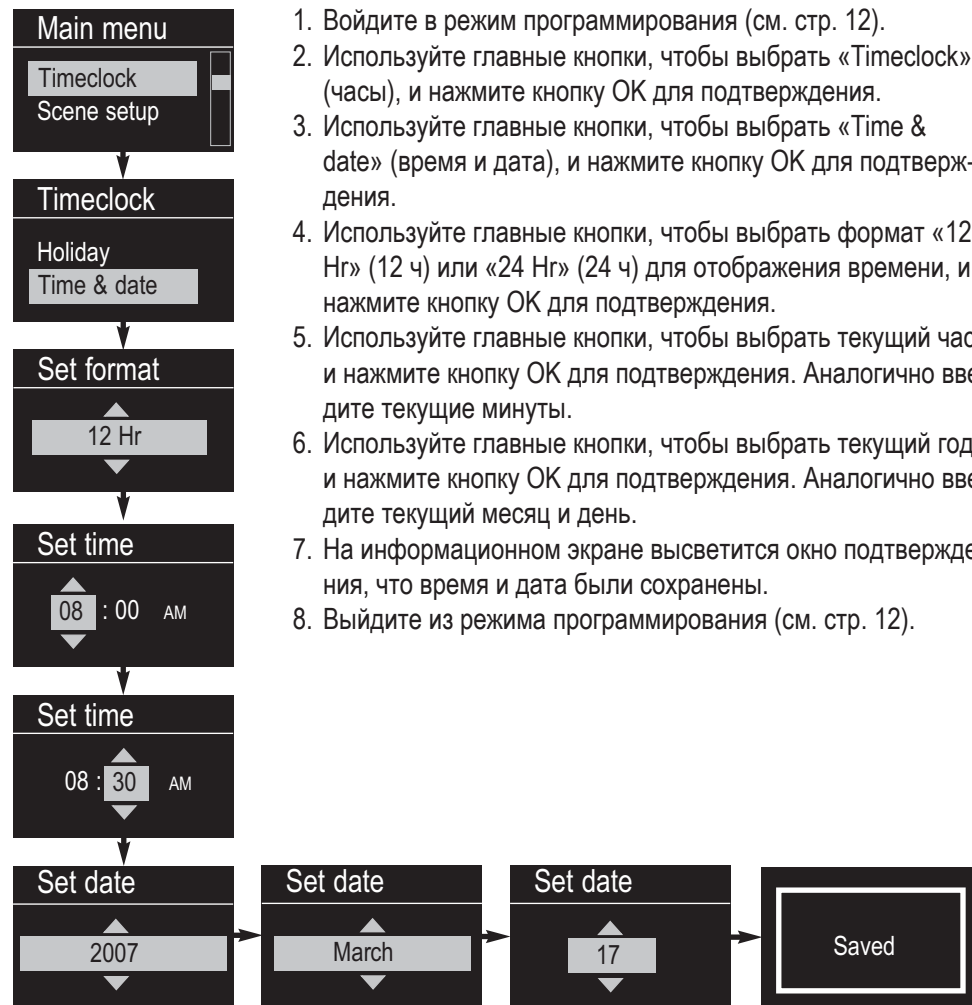 Main menu
Timeclock
Scene setup
Timeclock
Holiday
Time & date
Set format
12 Hr
Set time
08 : 00 AM
Set time
08 : 30 AM
Set date
2007
Set date
March
Set date
17
Saved
1. Войдите в режим программирования (см. стр. 12).
2. Используйте главные кнопки, чтобы выбрать «Timeclock»
(часы), и нажмите кнопку OK для подтверждения.
3. Используйте главные кнопки, чтобы выбрать «Time &
date» (время и дата), и нажмите кнопку OK для подтверж-
дения.
4. Используйте главные кнопки, чтобы выбрать формат «12
Hr» (12 ч) или «24 Hr» (24 ч) для отображения времени, и
нажмите кнопку OK для подтверждения.
5. Используйте главные кнопки, чтобы выбрать текущий час
и нажмите кнопку OK для подтверждения. Аналогично вве
дите текущие минуты.
6. Используйте главные кнопки, чтобы выбрать текущий год
и нажмите кнопку OK для подтверждения. Аналогично вве
дите текущий месяц и день.
7. На информационном экране высветится окно подтвержде
ния, что время и дата были сохранены.
8. Выйдите из режима программирования (см. стр. 12).